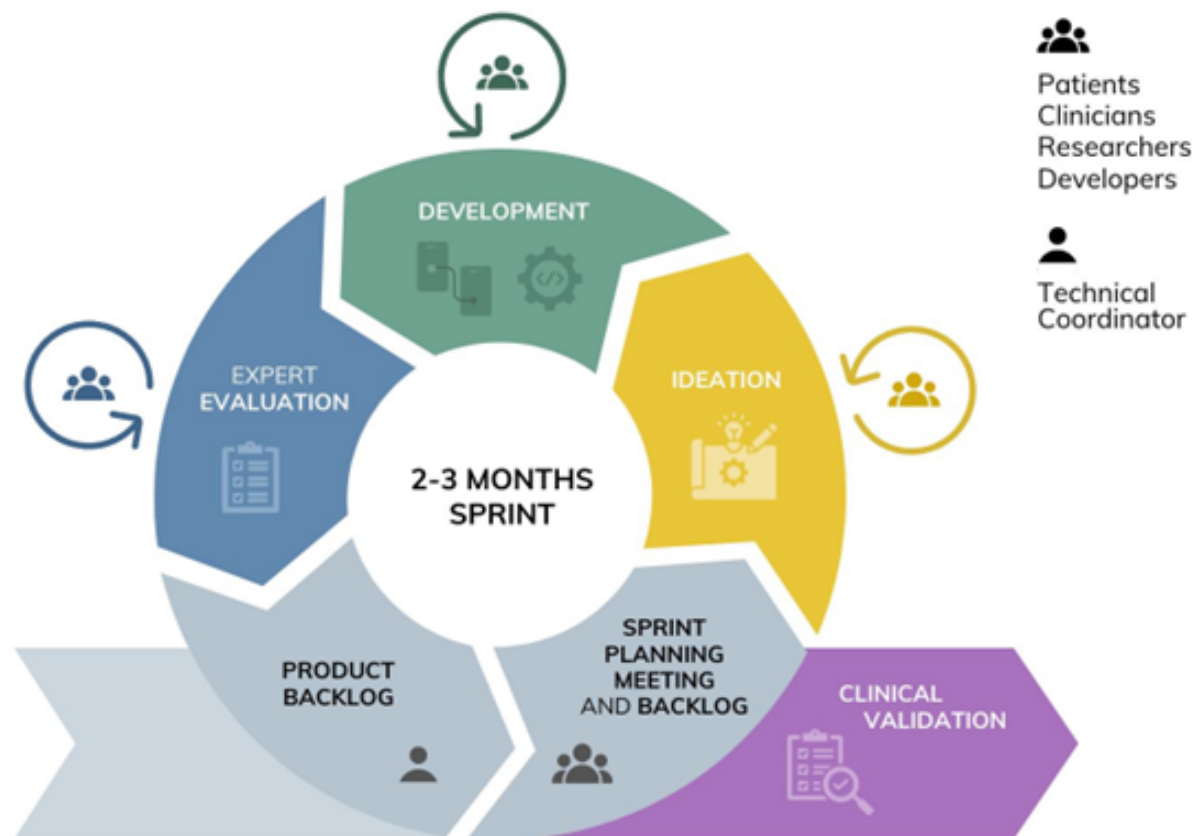 Patients
Clinicians
Researchers
Developers
Technical
Coordinator
DEVELOPMENT
</>
IDEATION
EXPERT
EVALUATION
2-3 MONTHS
SPRINT
PRODUCT
BACKLOG
SPRINT
PLANNING
MEETING
AND BACKLOG
CLINICAL
VALIDATION